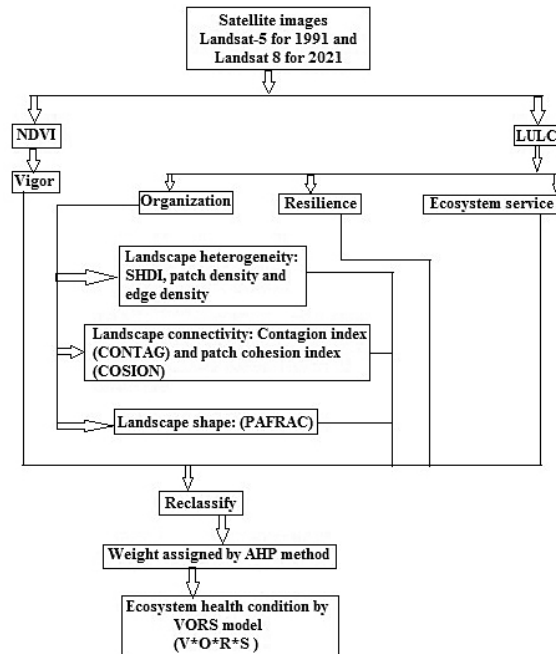 Satellite images
Landsat-5 for 1991 and
Landsat 8 for 2021
NDVI
LULC
Vigor
Organization
Resilience
Ecosystem service
Landscape heterogeneity:
SHDI, patch density and
edge density
Landscape connectivity: Contagion index
(CONTAG) and patch cohesion index
(COSION)
Landscape shape: (PAFRAC)
Reclassify
Weight assigned by AHP method
Ecosystem health condition by
VORS model
(V*O*R*S )